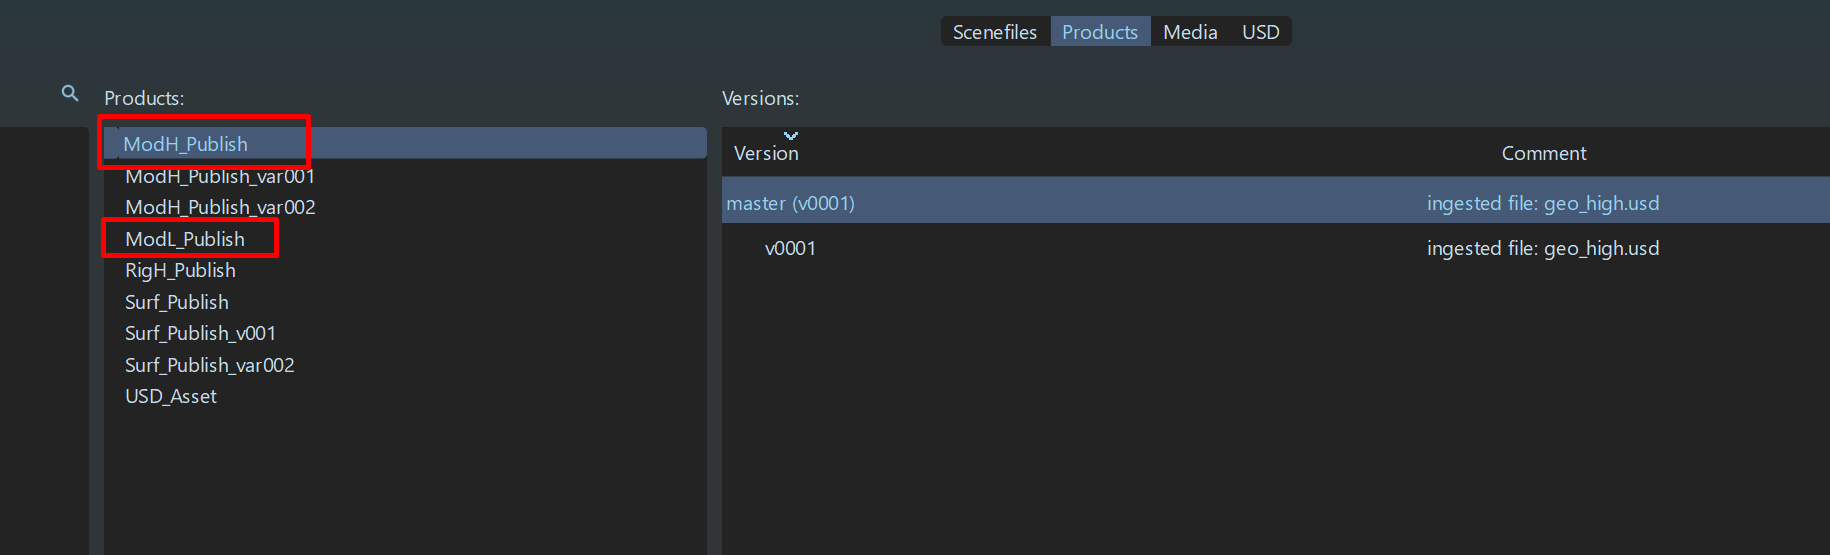 Scenefiles Products Media USD
Products:
ModH_Publish
ModH_Publish_var001
ModH_Publish_var002
ModL_Publish
RigH_Publish
Surf_Publish
Surf_Publish_v001
Surf_Publish_var002
USD_Asset
Versions:
Version Comment
master (v0001) ingested file: geo_high.usd
v0001 ingested file: geo_high.usd